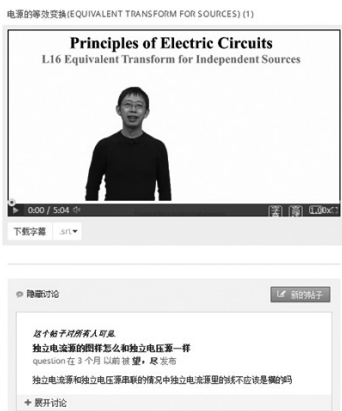 电源的等效变换(EQUIVALENT TRANSFORM FOR SOURCES) (1)
Principles of Electric Circuits
L16 Equivalent Transform for Independent Sources
0:00 / 5:04
1.00x
下载字幕 .srt
隐藏讨论
新的帖子
这个帖子对所有人可见.
独立电流源的图样怎么和独立电压源一样
question 在 3 个月 以前 被 望，尽 发布
独立电流源和独立电压源串联的情况中独立电流源里的线不应该是横的吗
展开讨论